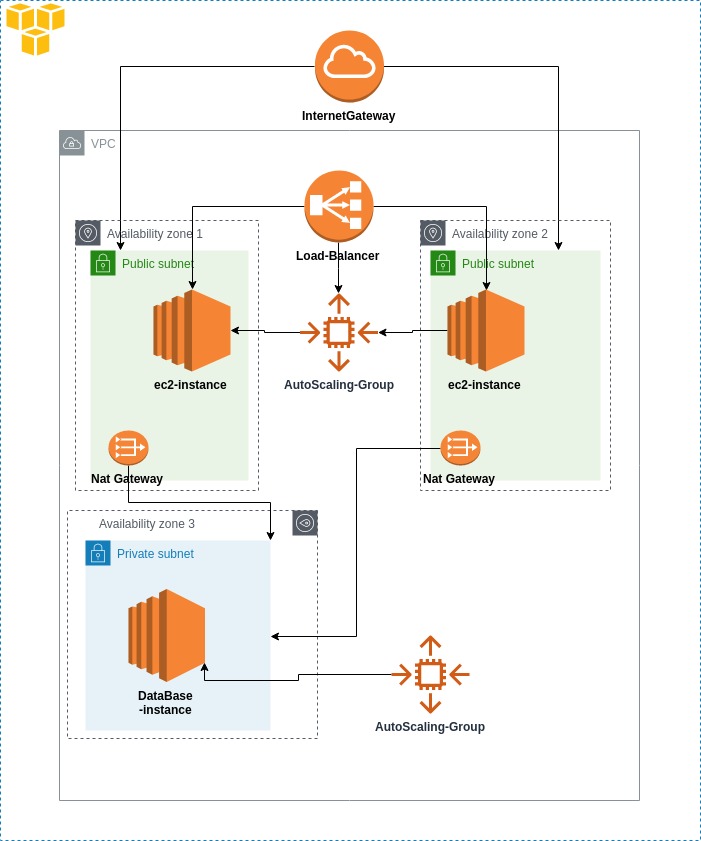 InternetGateway
VPC
Availability zone 1
Load-Balancer
Availability zone 2
Public subnet
Public subnet
ec2-instance
AutoScaling-Group
ec2-instance
Nat Gateway
Nat Gateway
Availability zone 3
Private subnet
DataBase
-instance
AutoScaling-Group